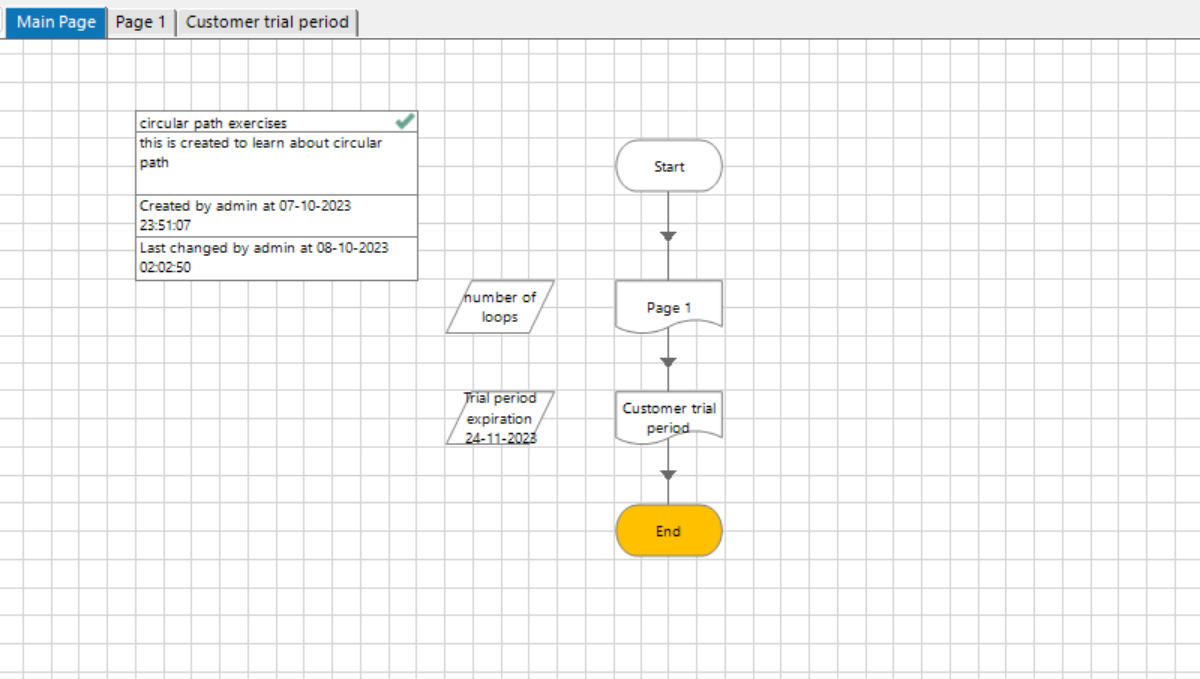 Main Page Page 1 Customer trial period
circular path exercises
this is created to learn about circular
path
Created by admin at 07-10-2023
23:51:07
Last changed by admin at 08-10-2023
02:02:50
Start
number of
loops
Page 1
Trial period
expiration
24-11-2023
Customer trial
period
End